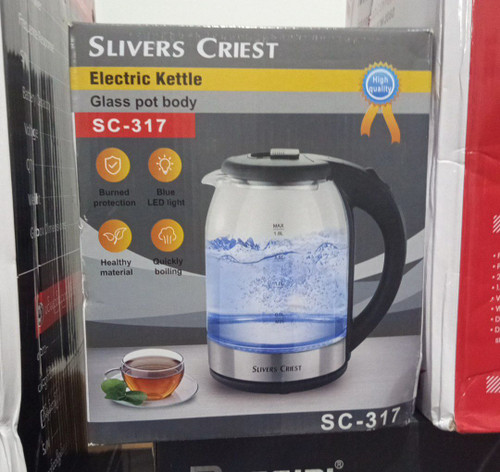 SLIVERS CRIEST
Electric Kettle
Glass pot body
SC-317
High
quality
Burned
protection
Blue
LED light
Healthy
material
Quickly
boiling
MAX
SLIVERS CRIEST
SC-317